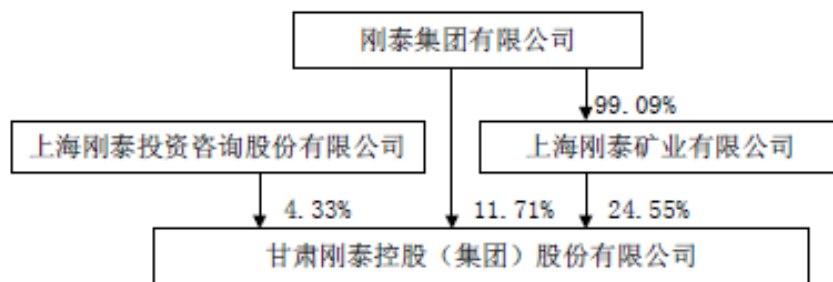 刚泰集团有限公司
99.09%
上海刚泰投资咨询股份有限公司
上海刚泰矿业有限公司
4.33%
11.71%
24.55%
甘肃刚泰控股（集团）股份有限公司